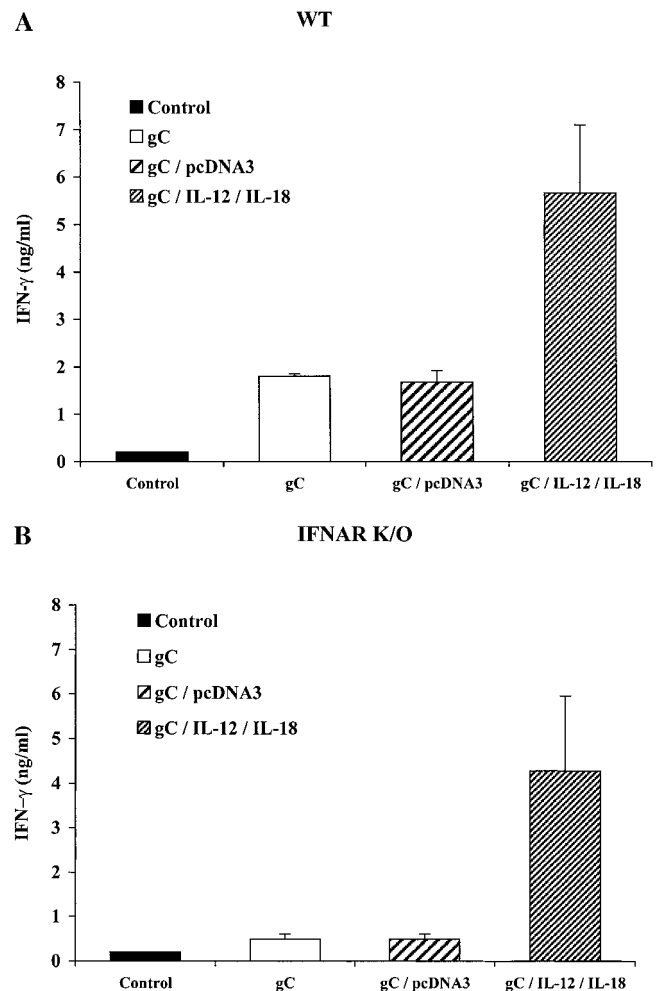 A
WT
8
7
6
5
4
3
2
1
0
IFN-γ (ng/ml)
Control
gC
gC / pcDNA3
gC / IL-12 / IL-18
Control
gC
gC / pcDNA3
gC / IL-12 / IL-18
B
IFNAR K/O
8
7
6
5
4
3
2
1
0
IFN–γ (ng/ml)
Control
gC
gC / pcDNA3
gC / IL-12 / IL-18
Control
gC
gC / pcDNA3
gC / IL-12 / IL-18